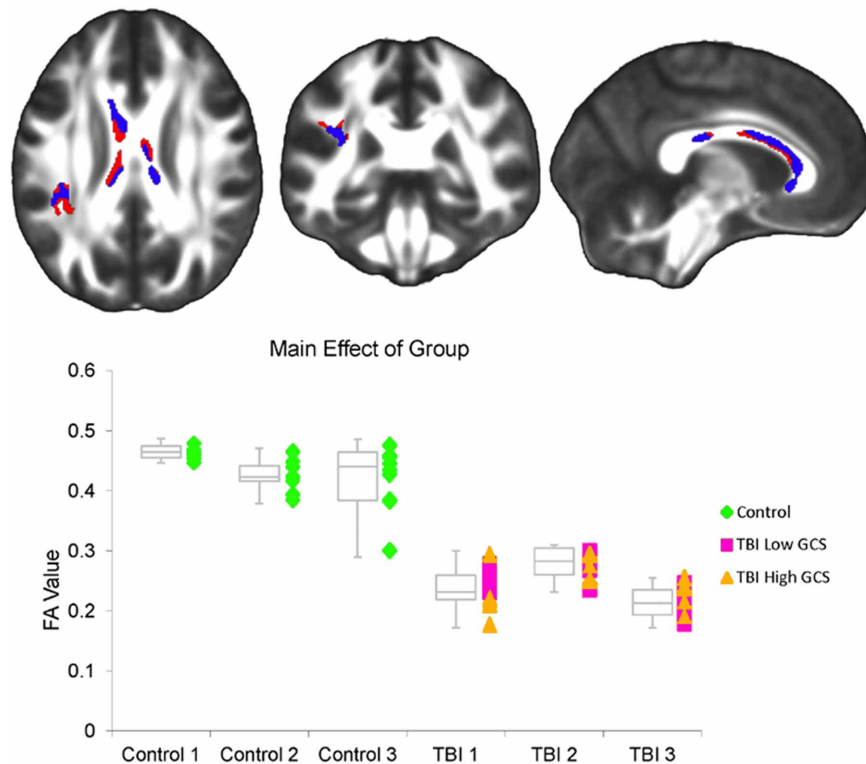 Main Effect of Group
0.6
0.5
0.4
0.3
0.2
0.1
0
FA Value
Control 1 Control 2 Control 3 TBI 1 TBI 2 TBI 3
Control
TBI Low GCS
TBI High GCS